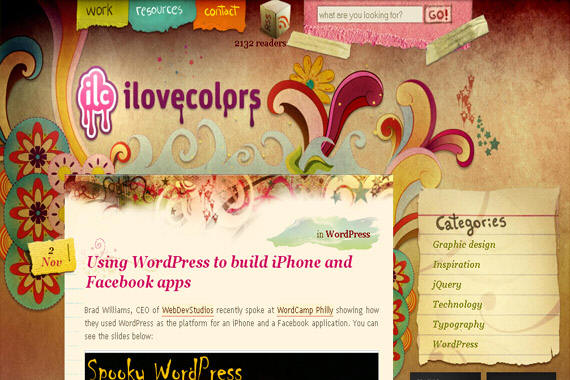 work
resources
contact
RSS
what are you looking for?
GO!
2132 readers
ilc
ilovecolors
2
Nov
in WordPress
Using WordPress to build iPhone and
Facebook apps
Brad Williams, CEO of WebDevStudios recently spoke at WordCamp Philly showing how
they used WordPress as the platform for an iPhone and a Facebook application. You can
see the slides below:
Spooky WordPress
Categories
Graphic design
Inspiration
jQuery
Technology
Typography
WordPress